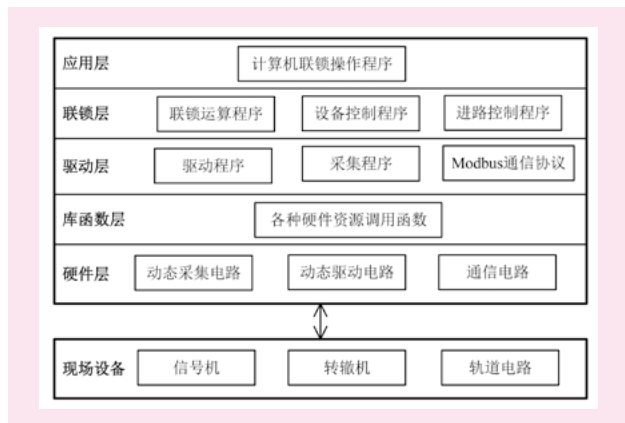 应用层 计算机联锁操作程序
联锁层 联锁运算程序 设备控制程序 进路控制程序
驱动层 驱动程序 采集程序 Modbus通信协议
库函数层 各种硬件资源调用函数
硬件层 动态采集电路 动态驱动电路 通信电路
现场设备 信号机 转辙机 轨道电路